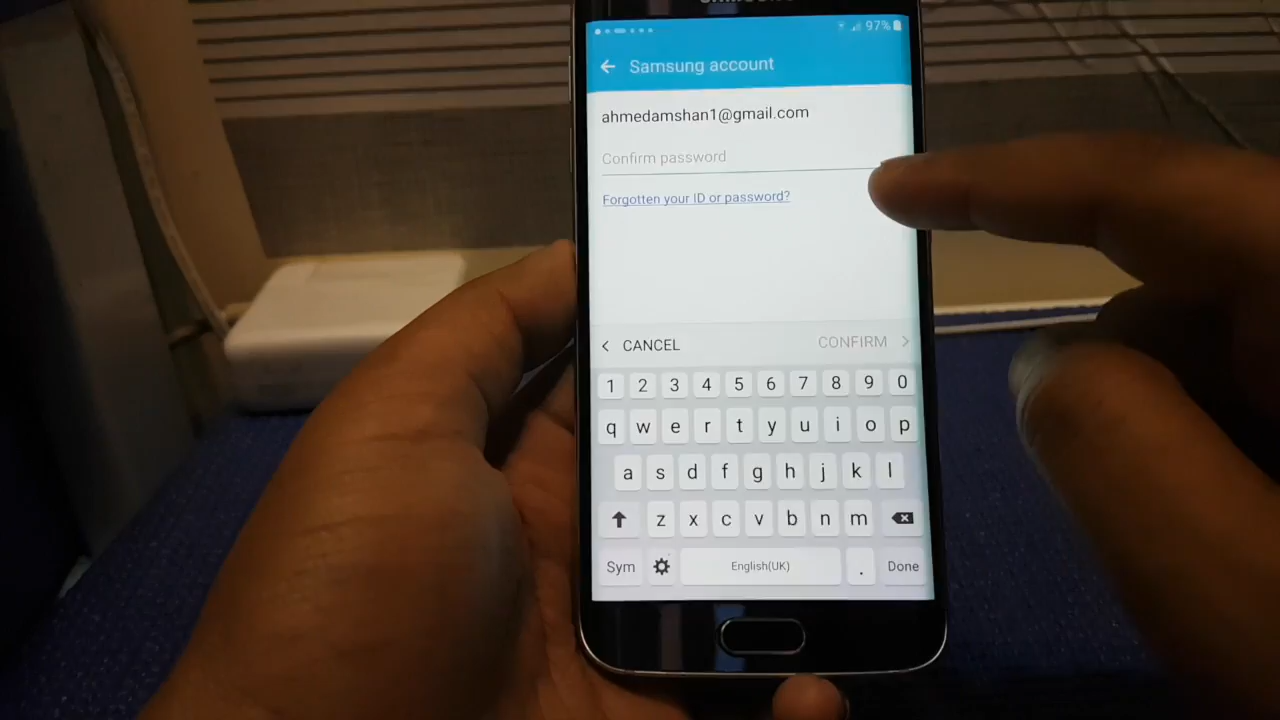 97%
Samsung account
ahmedamshan1@gmail.com
Confirm password
Forgotten your ID or password?
CANCEL CONFIRM
1 2 3 4 5 6 7 8 9 0
q w e r t y u i o p
a s d f g h j k l
z x c v b n m
Sym English(UK) . Done